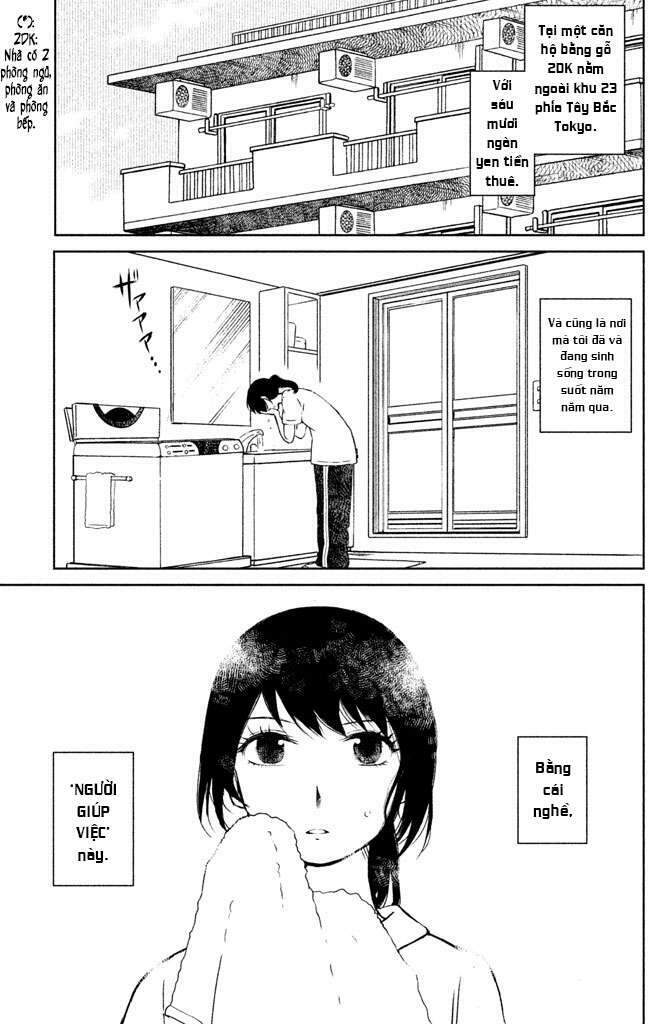 Tại một căn
hộ bằng gỗ
2DK nằm
ngoài khu 23
phía Tây Bắc
Tokyo.
Với
sáu
mươi
ngàn
yen tiền
thuê.
(*):
2DK:
Nhà có 2
phòng ngủ,
phòng ăn
và phòng
bếp.
ザアアア...
Và cũng là nơi
mà tôi đã và
đang sinh
sống trong
suốt năm
năm qua.
Bằng
cái
nghề,
"NGƯỜI
GIÚP
VIỆC"
này.